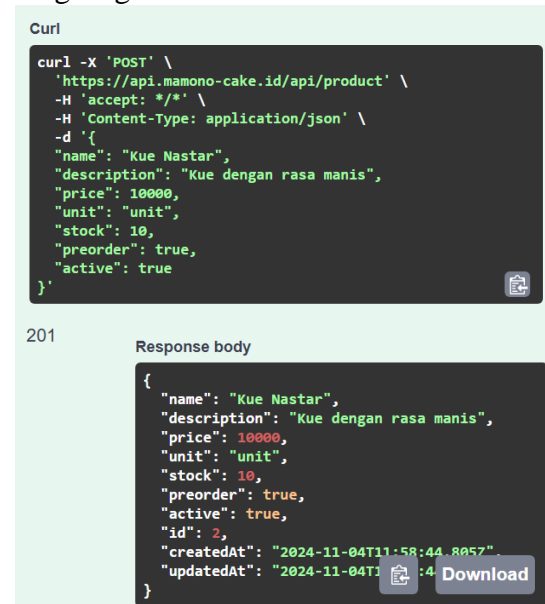 Curl
curl -X 'POST' \
'https://api.mamono-cake.id/api/product' \
-H 'accept: */*' \
-H 'Content-Type: application/json' \
-d '{
"name": "Kue Nastar",
"description": "Kue dengan rasa manis",
"price": 10000,
"unit": "unit",
"stock": 10,
"preorder": true,
"active": true
}'
201
Response body
{
"name": "Kue Nastar",
"description": "Kue dengan rasa manis",
"price": 10000,
"unit": "unit",
"stock": 10,
"preorder": true,
"active": true,
"id": 2,
"createdAt": "2024-11-04T11:58:44.805Z",
"updatedAt": "2024-11-04T1 :4
Download
}